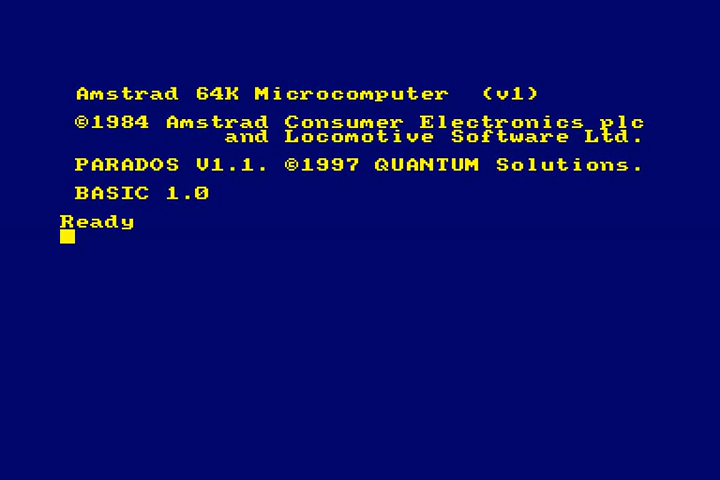 Amstrad 64K Microcomputer (v1)
©1984 Amstrad Consumer Electronics plc
and Locomotive Software Ltd.
PARADOS V1.1. ©1997 QUANTUM Solutions.
BASIC 1.0
Ready